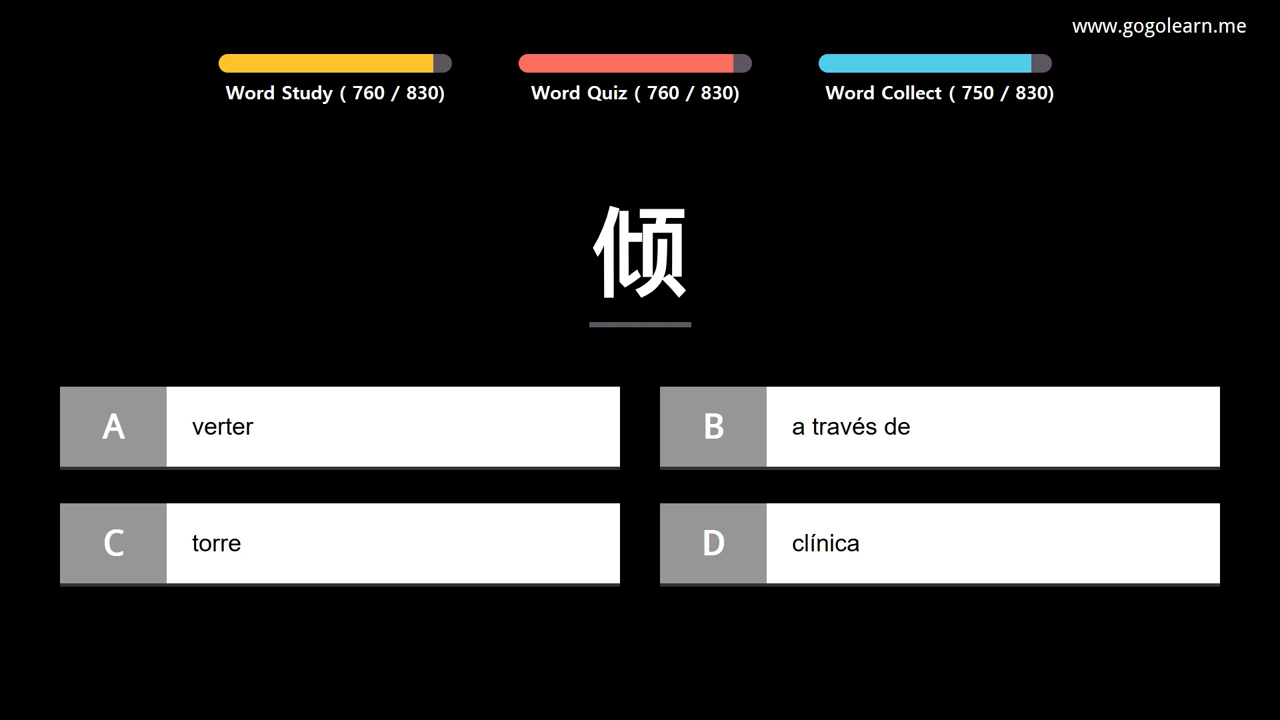 www.gogolearn.me
Word Study ( 760 / 830)
Word Quiz ( 760 / 830)
Word Collect ( 750 / 830)
倾
A verter
B a través de
C torre
D clínica